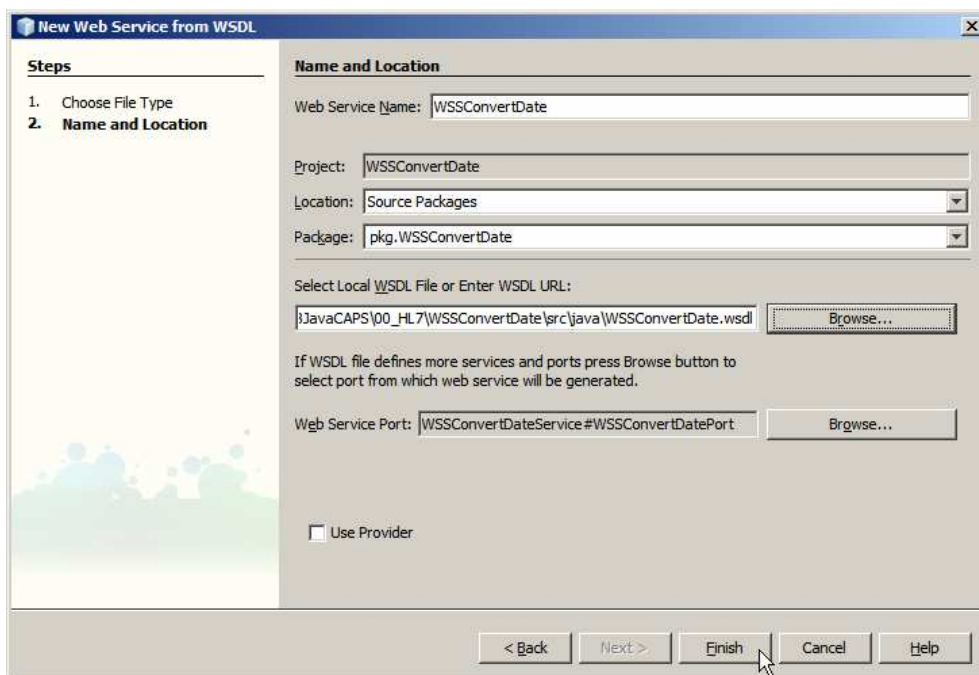 New Web Service from WSDL
Steps
1. Choose File Type
2. Name and Location
Name and Location
Web Service Name: WSSConvertDate
Project: WSSConvertDate
Location: Source Packages
Package: pkg.WSSConvertDate
Select Local WSDL File or Enter WSDL URL:
JavaCAPS\00_HL7\WSSConvertDate\src\java\WSSConvertDate.wsdl Browse...
If WSDL file defines more services and ports press Browse button to
select port from which web service will be generated.
Web Service Port: WSSConvertDateService#WSSConvertDatePort Browse...
Use Provider
< Back Next > Finish Cancel Help